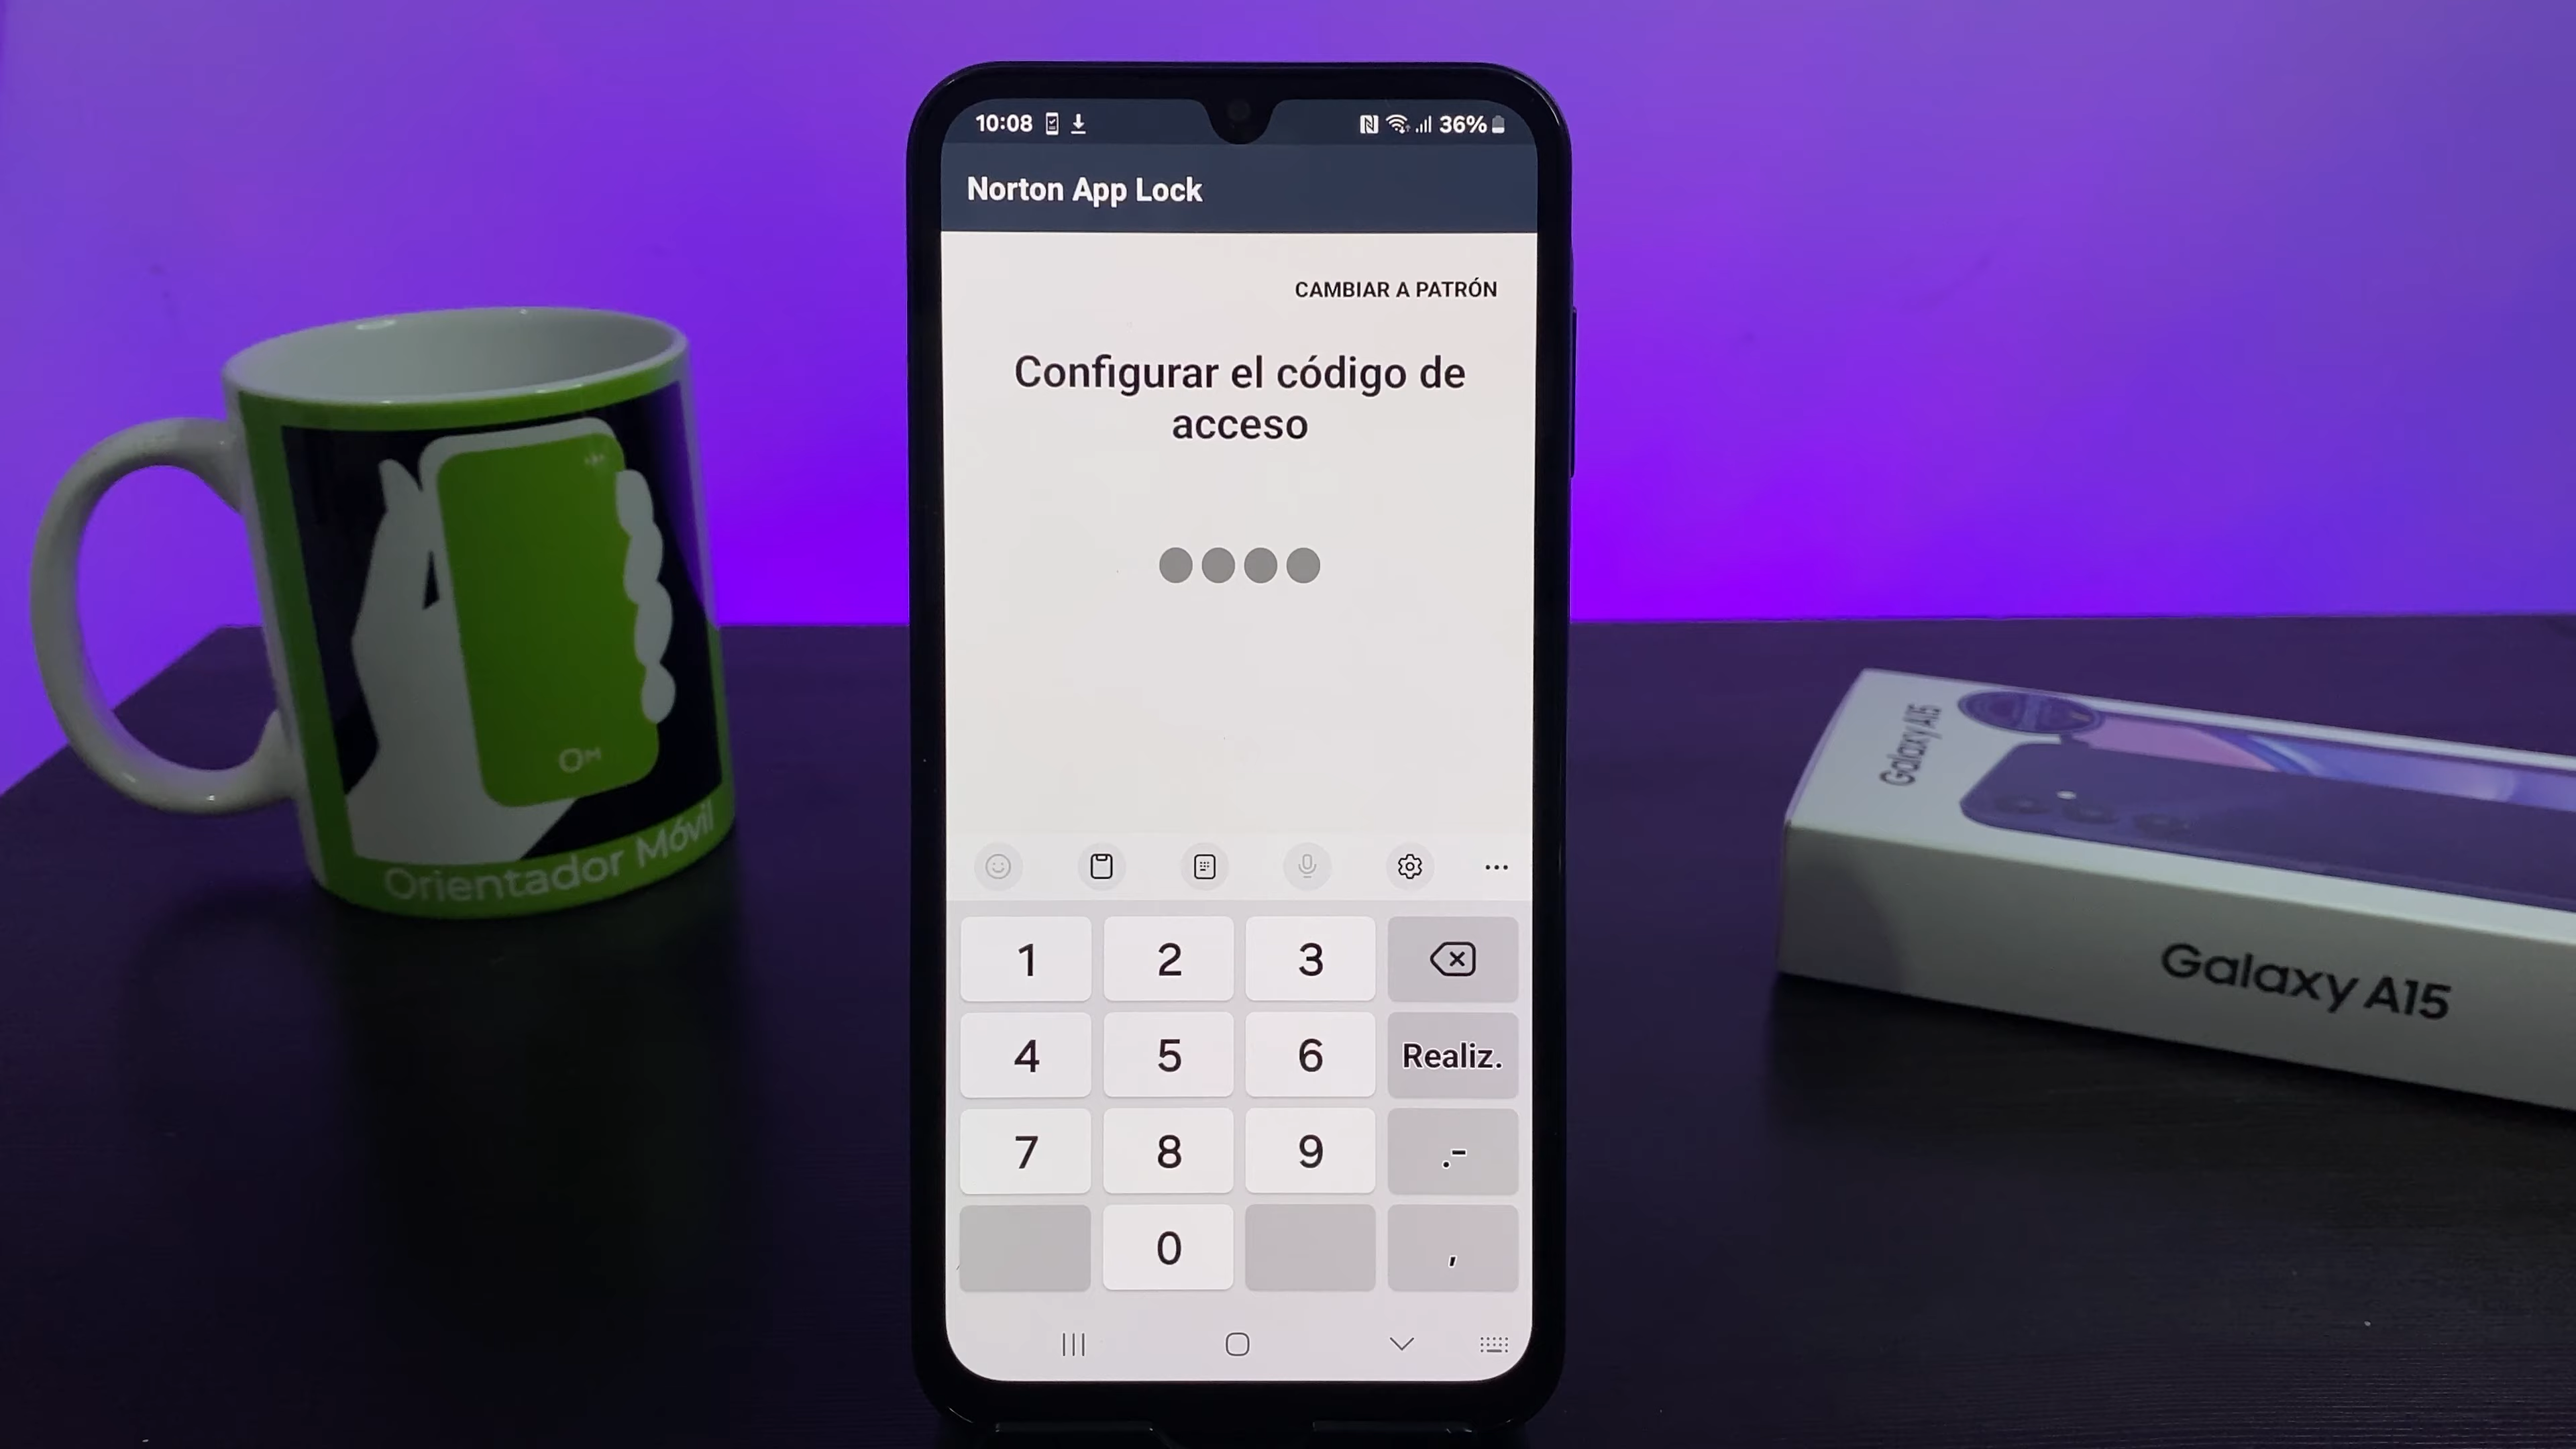 10:08
36%
Norton App Lock
CAMBIAR A PATRÓN
Configurar el código de
acceso
1 2 3
4 5 6 Realiz.
7 8 9 .-
0 ,
OM
Orientador Móvil
Galaxy A15
Galaxy A15